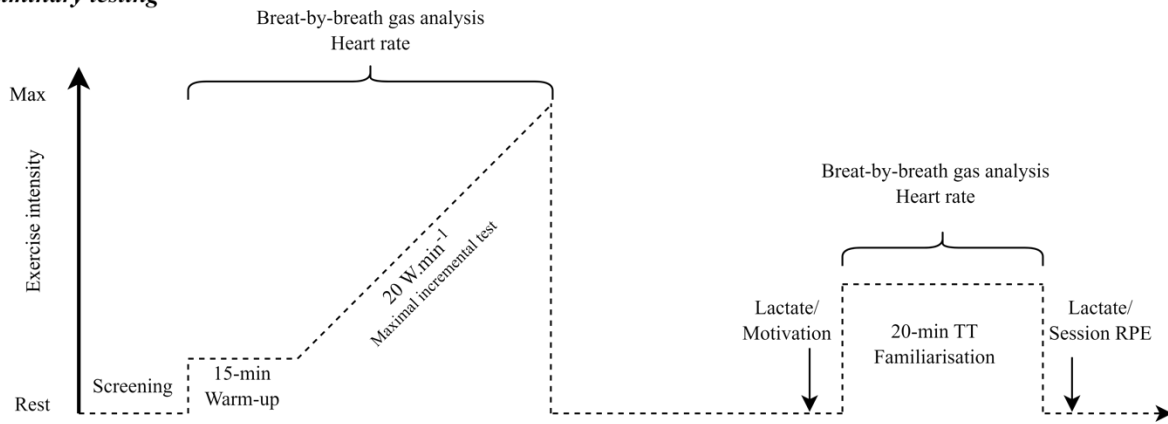 testing
Breat-by-breath gas analysis
Heart rate
Max
Exercise intensity
Rest
Screening
15-min
Warm-up
20 W.min⁻¹
Maximal incremental test
Lactate/
Motivation
Breat-by-breath gas analysis
Heart rate
20-min TT
Familiarisation
Lactate/
Session RPE